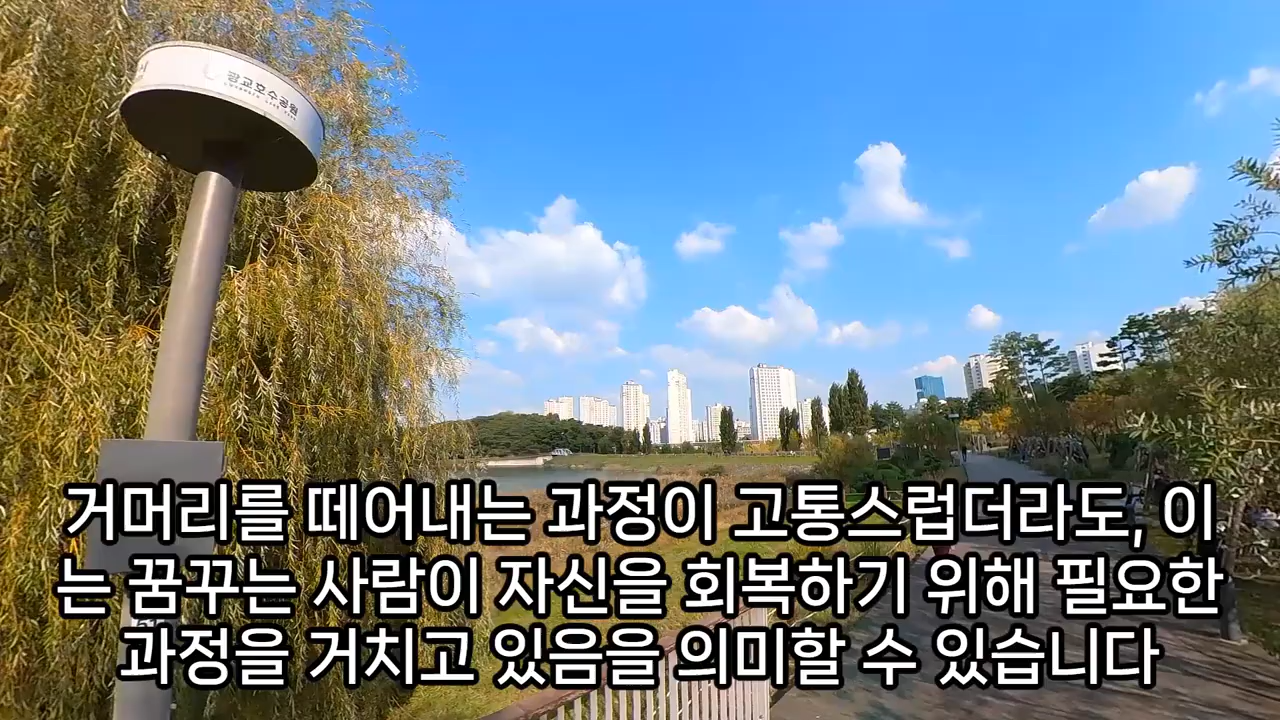 광교호수공원
거머리를 떼어내는 과정이 고통스럽더라도, 이
는 꿈꾸는 사람이 자신을 회복하기 위해 필요한
과정을 거치고 있음을 의미할 수 있습니다